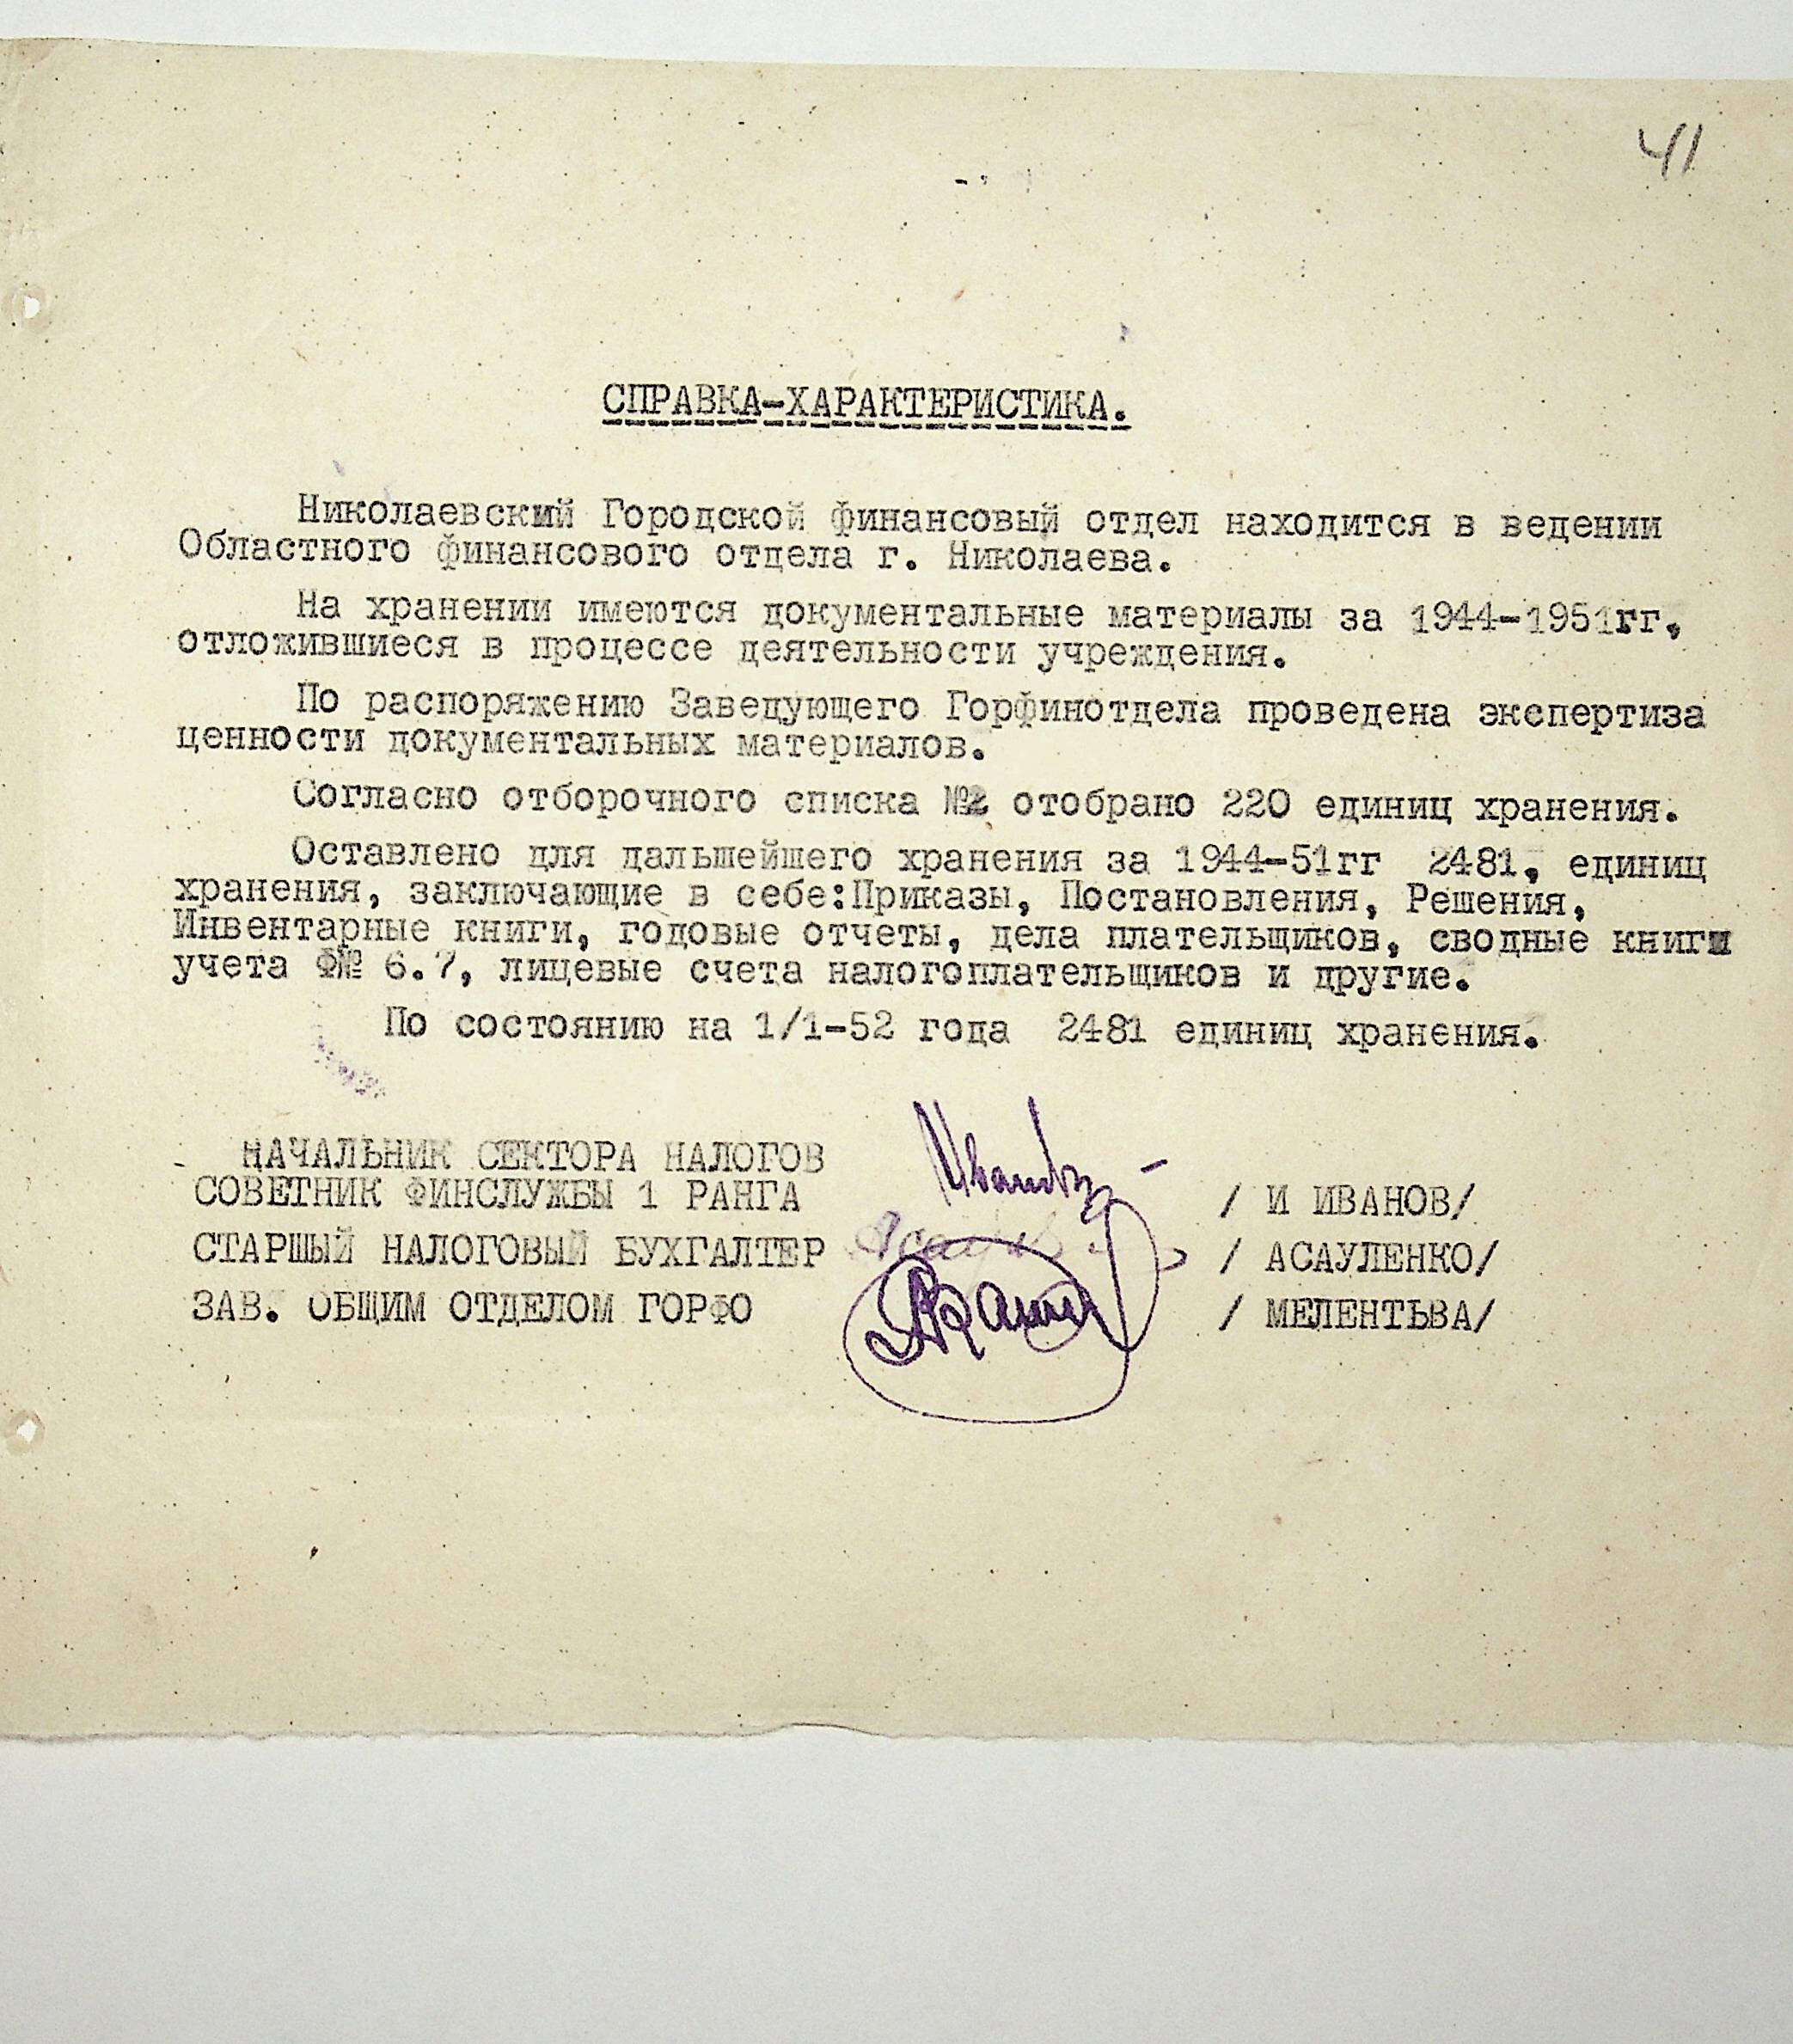 41
СПРАВКА-ХАРАКТЕРИСТИКА.
Николаевский Городской финансовый отдел находится в ведении
Областного финансового отдела г. Николаева.
На хранении имеются документальные материалы за 1944-1951гг,
отложившиеся в процессе деятельности учреждения.
По распоряжению Заведующего Горфинотдела проведена экспертиза
ценности документальных материалов.
Согласно отборочного списка №2 отобрано 220 единиц хранения.
Оставлено для дальшейшего хранения за 1944-51гг 2481, единиц
хранения, заключающие в себе:Приказы, Постановления, Решения,
Инвентарные книги, годовые отчеты, дела плательщиков, сводные книги
учета Ф№ 6.7, лицевые счета налогоплательщиков и другие.
По состоянию на 1/1-52 года 2481 единиц хранения.
НАЧАЛЬНИК СЕКТОРА НАЛОГОВ
СОВЕТНИК ФИНСЛУЖБЫ 1 РАНГА / И ИВАНОВ/
СТАРШЫЙ НАЛОГОВЫЙ БУХГАЛТЕР / АСАУЛЕНКО/
ЗАВ. ОБЩИМ ОТДЕЛОМ ГОРФО / МЕЛЕНТЬВА/